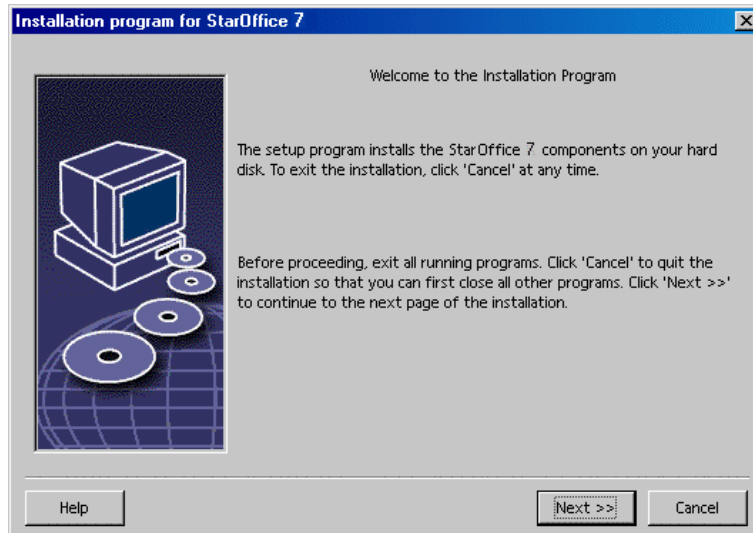 Installation program for StarOffice 7
Welcome to the Installation Program
The setup program installs the StarOffice 7 components on your hard
disk. To exit the installation, click 'Cancel' at any time.
Before proceeding, exit all running programs. Click 'Cancel' to quit the
installation so that you can first close all other programs. Click 'Next >>'
to continue to the next page of the installation.
Help
Next >>
Cancel